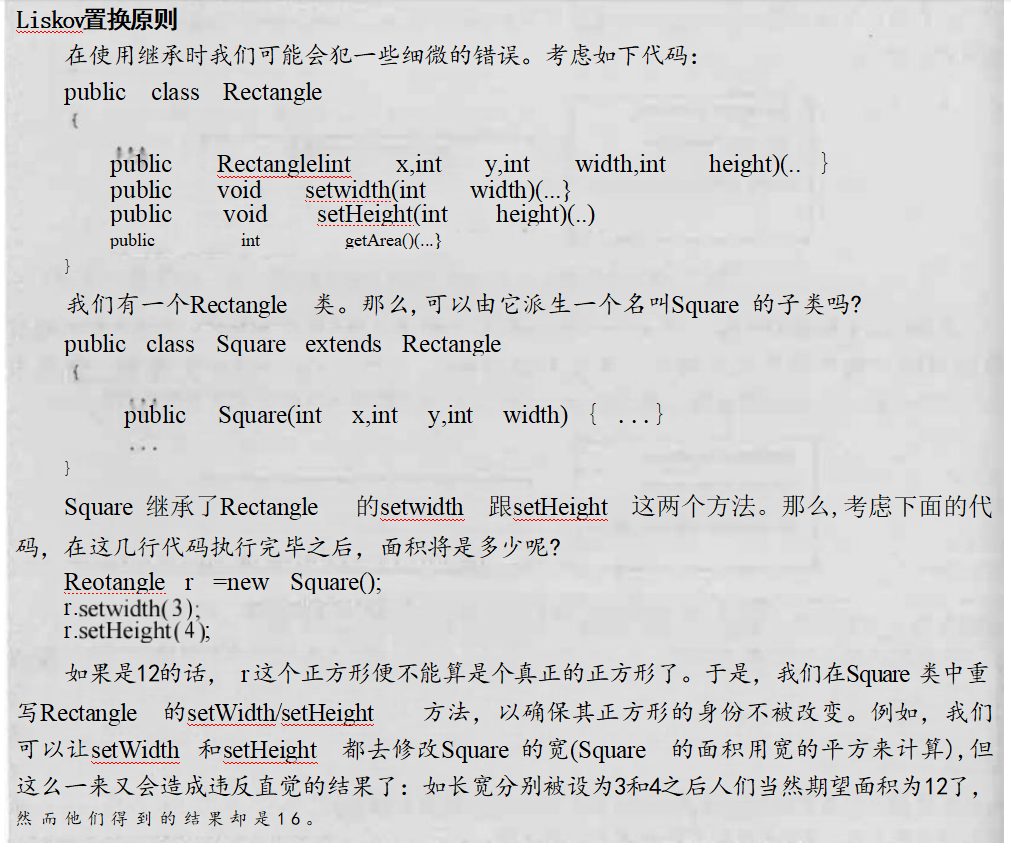 Liskov置换原则
在使用继承时我们可能会犯一些细微的错误。考虑如下代码：
public class Rectangle
{
...
public Rectanglelint x,int y,int width,int height)(.. }
public void setwidth(int width)(...}
public void setHeight(int height)(..)
public int getArea()(...}
}
我们有一个Rectangle 类。那么,可以由它派生一个名叫Square 的子类吗?
public class Square extends Rectangle
{
...
public Square(int x,int y,int width) { ...}
...
}
Square 继承了Rectangle 的setwidth 跟setHeight 这两个方法。那么,考虑下面的代
码，在这几行代码执行完毕之后，面积将是多少呢?
Reotangle r =new Square();
r.setwidth(3);
r.setHeight(4);
如果是12的话， r这个正方形便不能算是个真正的正方形了。于是，我们在Square 类中重
写Rectangle 的setWidth/setHeight 方法，以确保其正方形的身份不被改变。例如，我们
可以让setWidth 和setHeight 都去修改Square 的宽(Square 的面积用宽的平方来计算),但
这么一来又会造成违反直觉的结果了：如长宽分别被设为3和4之后人们当然期望面积为12了，
然而他们得到的结果却是16。